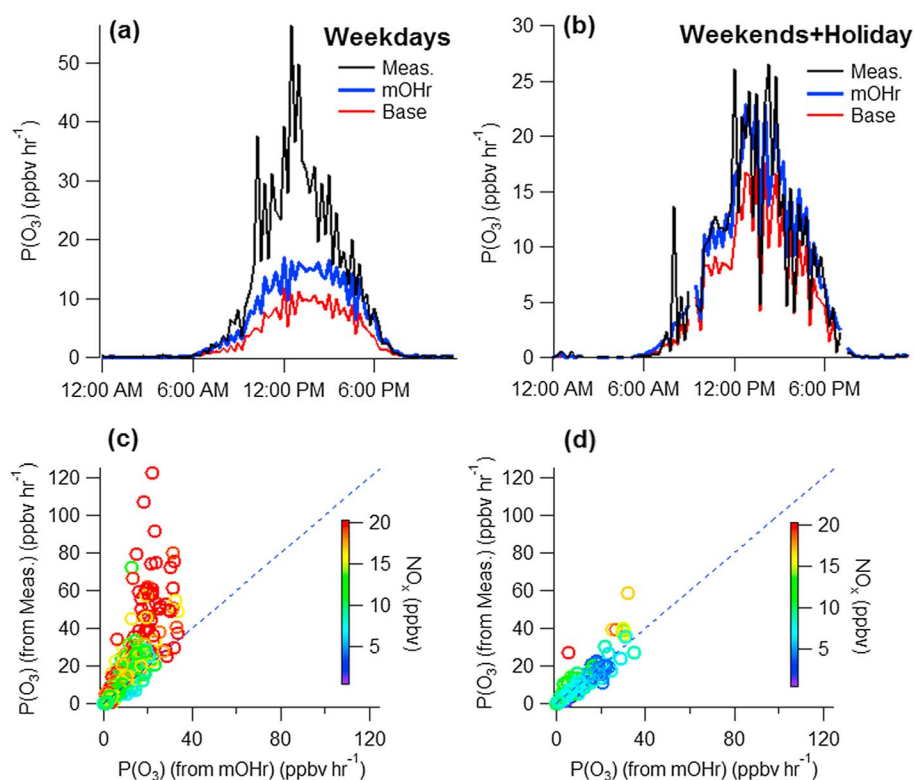 (a)
Weekdays
Meas.
mOHr
Base
P(O3) (ppbv hr-1)
50
40
30
20
10
0
12:00 AM 6:00 AM 12:00 PM 6:00 PM
(b)
Weekends+Holiday
Meas.
mOHr
Base
P(O3) (ppbv hr-1)
25
20
15
10
5
0
12:00 AM 6:00 AM 12:00 PM 6:00 PM
(c)
P(O3) (from Meas.) (ppbv hr-1)
120
100
80
60
40
20
0
0 40 80 120
P(O3) (from mOHr) (ppbv hr-1)
20
15
10
5
NOx (ppbv)
(d)
P(O3) (from Meas.) (ppbv hr-1)
120
100
80
60
40
20
0
0 40 80 120
P(O3) (from mOHr) (ppbv hr-1)
20
15
10
5
NOx (ppbv)